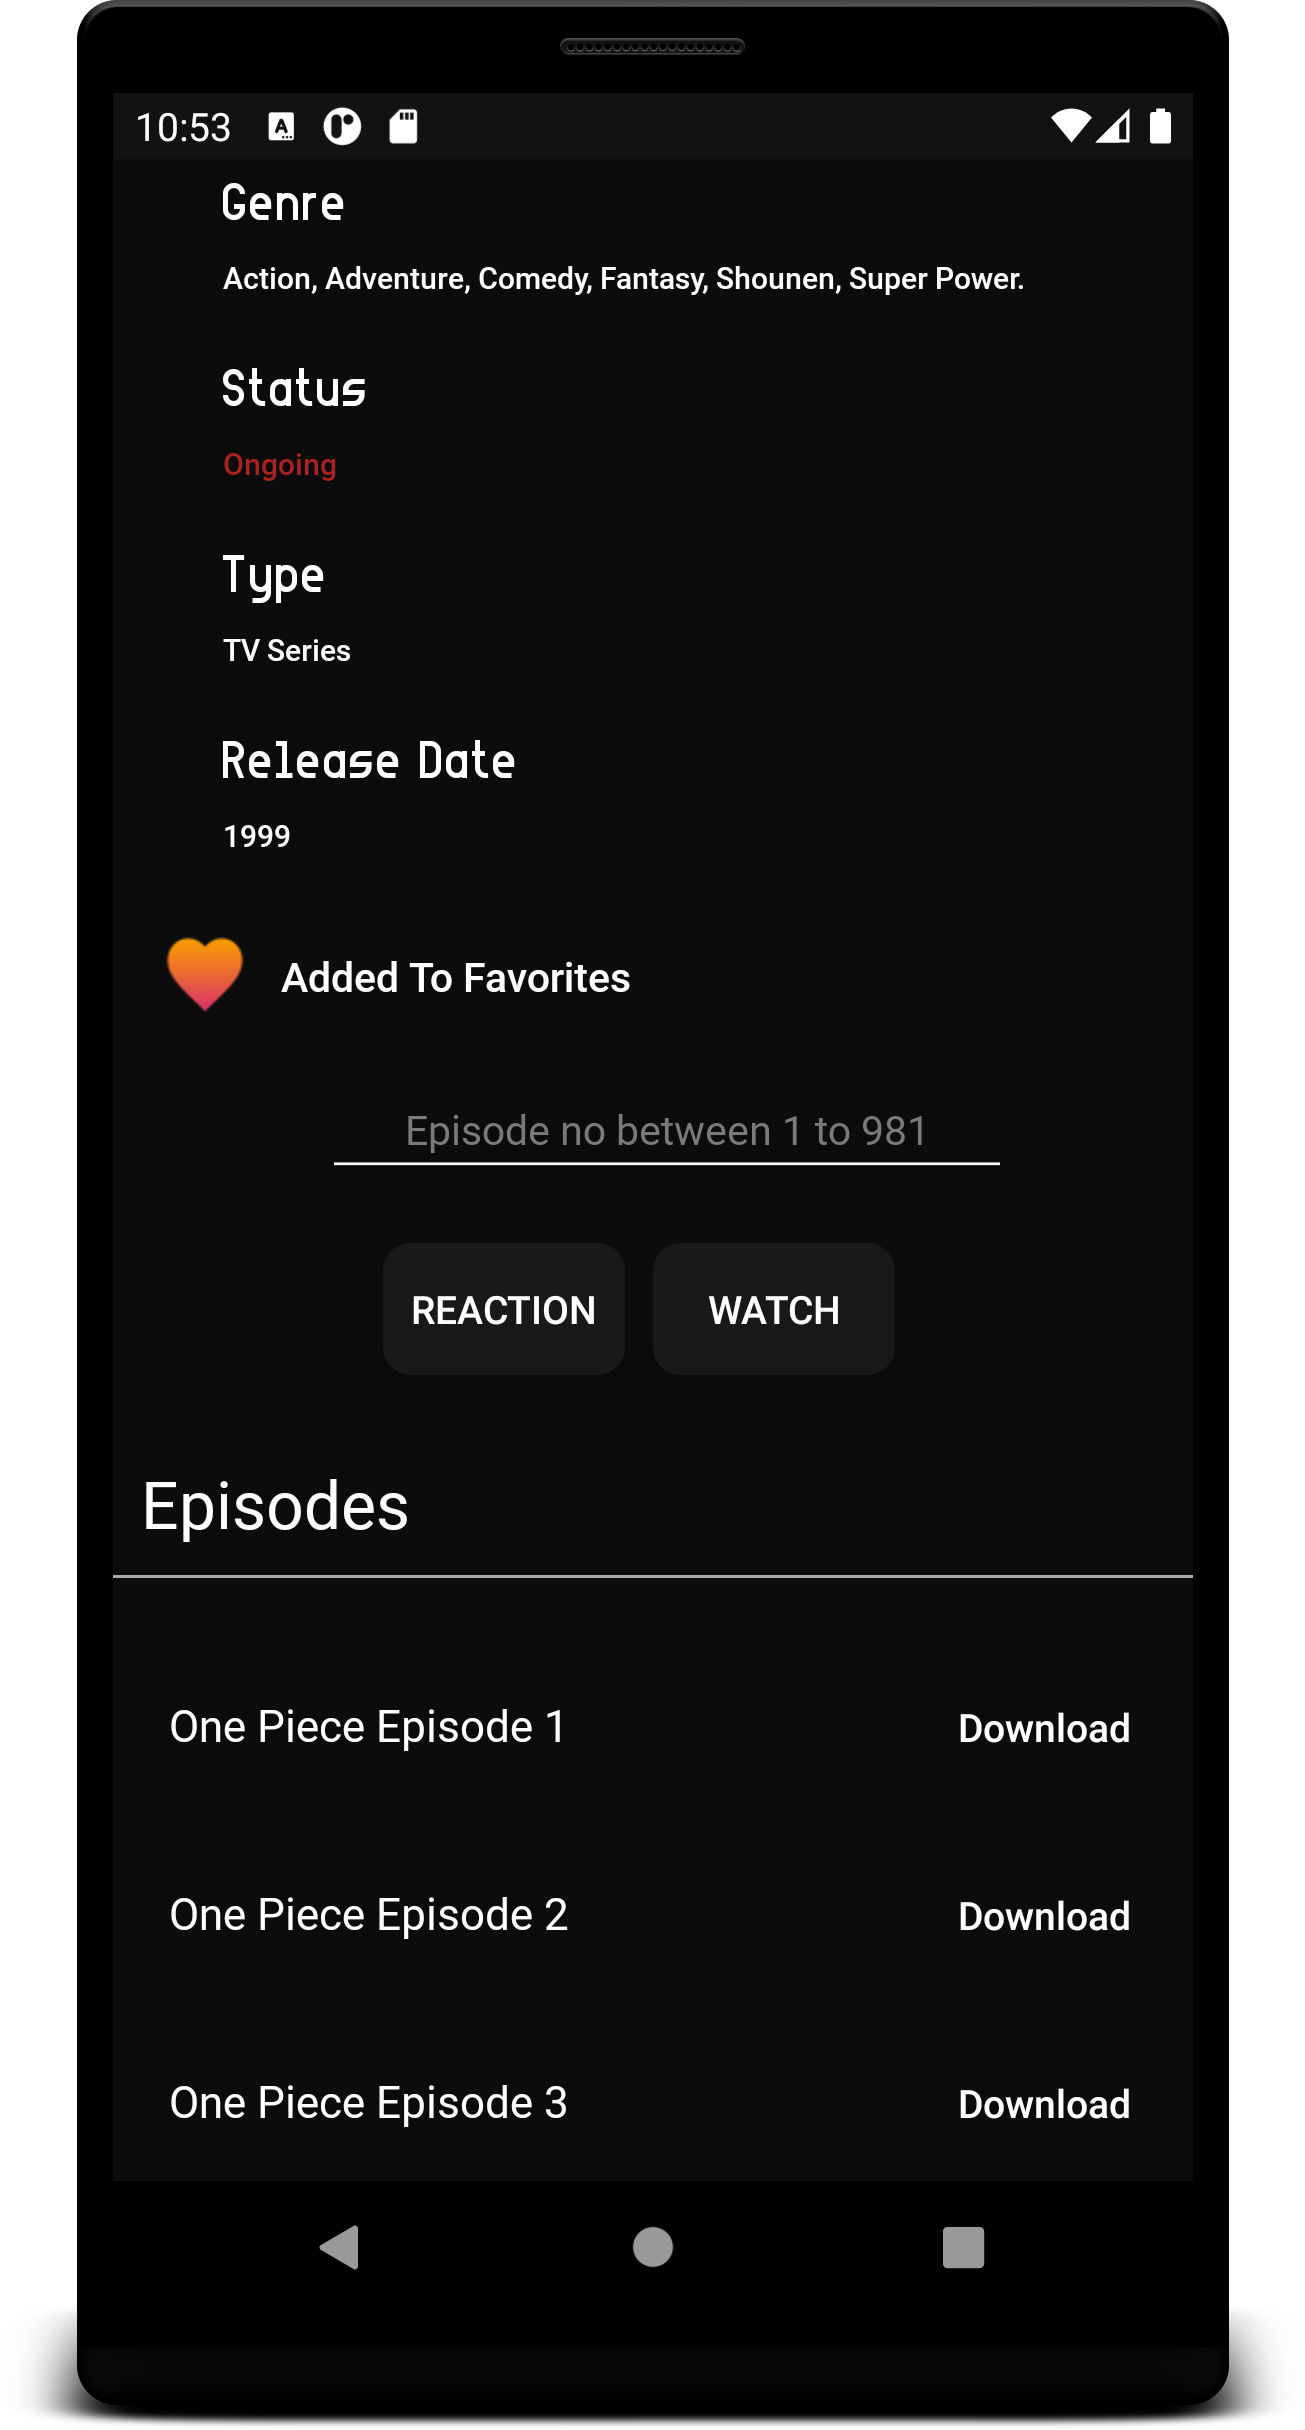 10:53
Genre
Action, Adventure, Comedy, Fantasy, Shounen, Super Power.
Status
Ongoing
Type
TV Series
Release Date
1999
Added To Favorites
Episode no between 1 to 981
REACTION WATCH
Episodes
One Piece Episode 1 Download
One Piece Episode 2 Download
One Piece Episode 3 Download